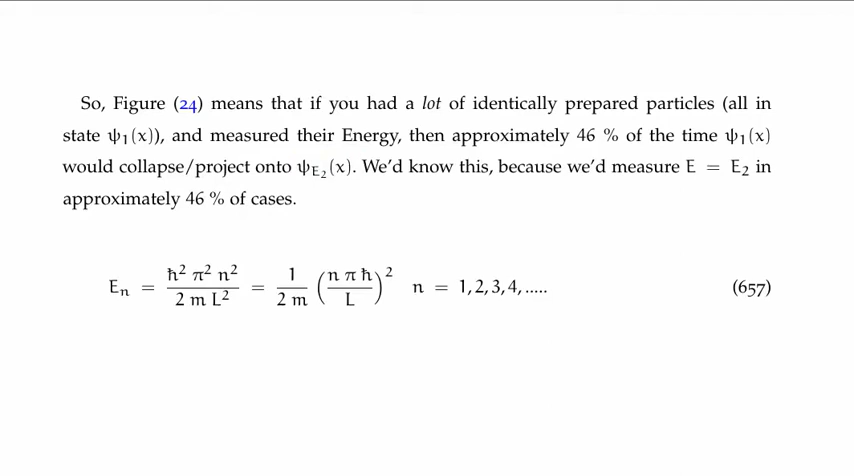 So, Figure (24) means that if you had a lot of identically prepared particles (all in
state ψ₁(x)), and measured their Energy, then approximately 46 % of the time ψ₁(x)
would collapse/project onto ψ_E₂(x). We'd know this, because we'd measure E = E₂ in
approximately 46 % of cases.
Eₙ = ħ² π² n² / 2 m L² = 1 / 2 m (n π ħ / L)² n = 1, 2, 3, 4, ..... (657)